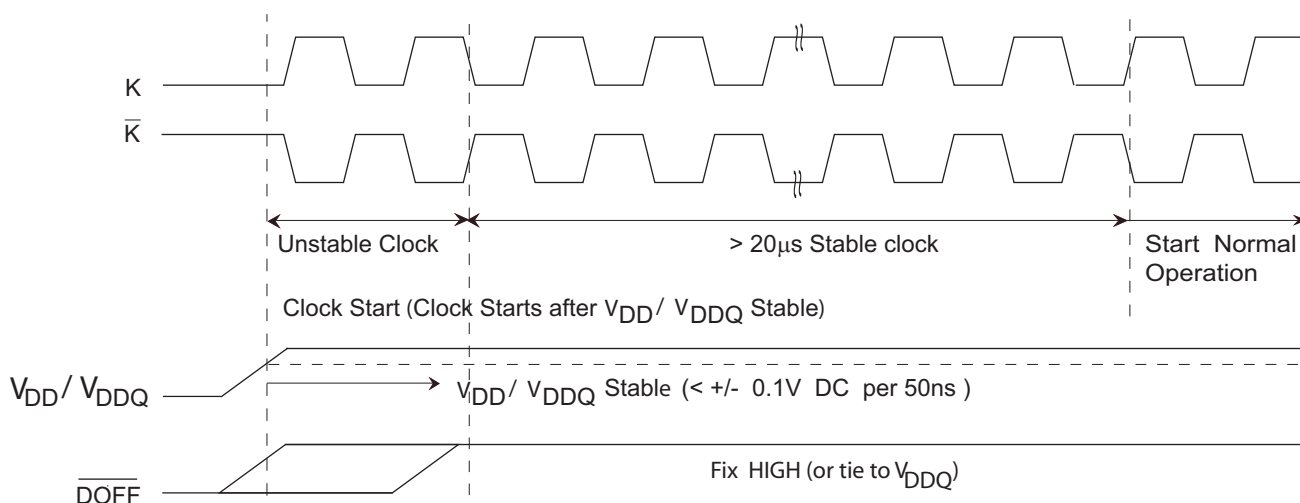 K
K̅
Unstable Clock
> 20μs Stable clock
Start Normal
Operation
Clock Start (Clock Starts after VDD/ VDDQ Stable)
VDD/ VDDQ
VDD/ VDDQ Stable (< +/- 0.1V DC per 50ns )
DOFF
Fix HIGH (or tie to VDDQ)